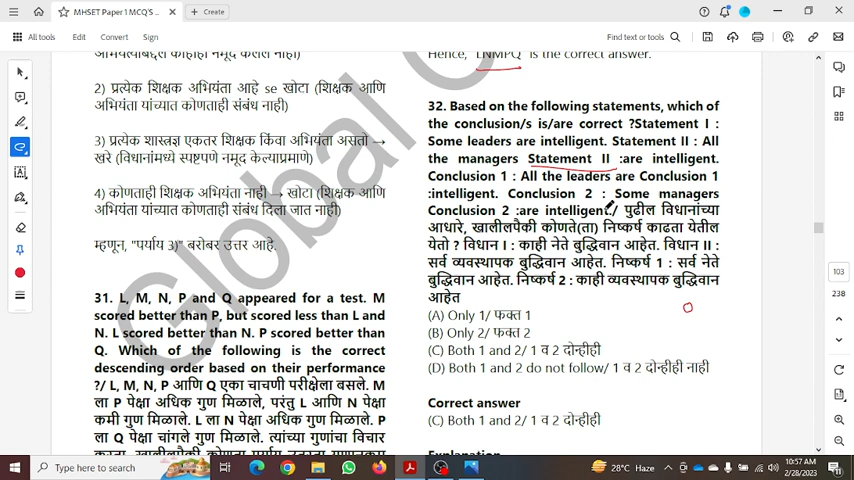 MHSET Paper 1 MCQ'S ...
Create
All tools
Edit
Convert
Sign
Find text or tools
Hence, LNMPQ is the correct answer.
2) प्रत्येक शिक्षक अभियंता आहे se खोटा (शिक्षक आणि
अभियंता यांच्यात कोणताही संबंध नाही)
3) प्रत्येक शास्त्रज्ञ एकतर शिक्षक किंवा अभियंता असतो →
खरे (विधानांमध्ये स्पष्टपणे नमूद केल्याप्रमाणे)
4) कोणताही शिक्षक अभियंता नाही → खोटा (शिक्षक आणि
अभियंता यांच्यात कोणताही संबंध दिला जात नाही)
म्हणून, "पर्याय 3)" बरोबर उत्तर आहे.
31. L, M, N, P and Q appeared for a test. M
scored better than P, but scored less than L and
N. L scored better than N. P scored better than
Q. Which of the following is the correct
descending order based on their performance
?/ L, M, N, P आणि Q एका चाचणी परीक्षेला बसले. M
ला P पेक्षा अधिक गुण मिळाले, परंतु L आणि N पेक्षा
कमी गुण मिळाले. L ला N पेक्षा अधिक गुण मिळाले. P
ला Q पेक्षा चांगले गुण मिळाले. त्यांच्या गुणांचा विचार
32. Based on the following statements, which of
the conclusion/s is/are correct ?Statement I :
Some leaders are intelligent. Statement II : All
the managers Statement II :are intelligent.
Conclusion 1 : All the leaders are Conclusion 1
:intelligent. Conclusion 2 : Some managers
Conclusion 2 :are intelligent./ पुढील विधानांच्या
आधारे, खालीलपैकी कोणते(ता) निष्कर्ष काढता येतील
येतो ? विधान I : काही नेते बुद्धिवान आहेत. विधान II :
सर्व व्यवस्थापक बुद्धिवान आहेत. निष्कर्ष 1 : सर्व नेते
बुद्धिवान आहेत. निष्कर्ष 2 : काही व्यवस्थापक बुद्धिवान
आहेत
(A) Only 1/ फक्त 1
(B) Only 2/ फक्त 2
(C) Both 1 and 2/ 1 व 2 दोन्हीही
(D) Both 1 and 2 do not follow/ 1 व 2 दोन्हीही नाही
Correct answer
(C) Both 1 and 2/ 1 व 2 दोन्हीही
Global
103
238
Type here to search
28°C Haze
10:57 AM
2/28/2023